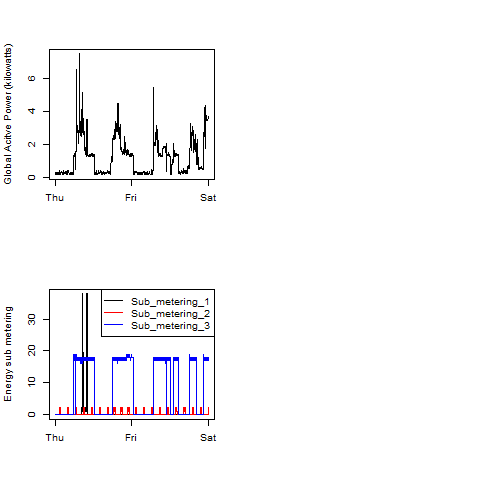 Global Acitve Power (kilowatts)
0 2 4 6
Thu Fri Sat
Energy sub metering
0 10 20 30
Sub_metering_1
Sub_metering_2
Sub_metering_3
Thu Fri Sat